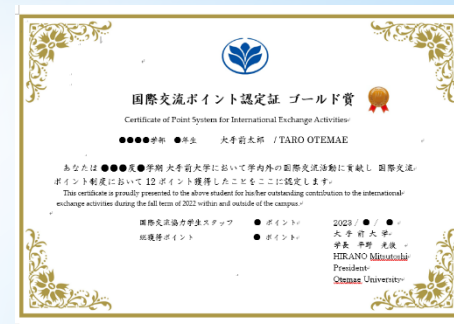 国際交流ポイント認定証 ゴールド賞
Certificate of Point System for International Exchange Activities
●●●●学部 ●年生 大手前太郎 / TARO OTEMAE
あなたは ●●●度●学期 大手前大学において学内外の国際交流活動に貢献し 国際交流
ポイント制度において 12 ポイント獲得したことをここに認定します
This certificate is proudly presented to the above student for his/her outstanding contribution to the international
exchange activities during the fall term of 2022 within and outside of the campus.
国際交流協力学生スタッフ ● ポイント
総獲得ポイント ● ポイント
2023 / ● / ●
大手前大学
学長 平野 光俊
HIRANO Mitsutoshi
President
Otemae University